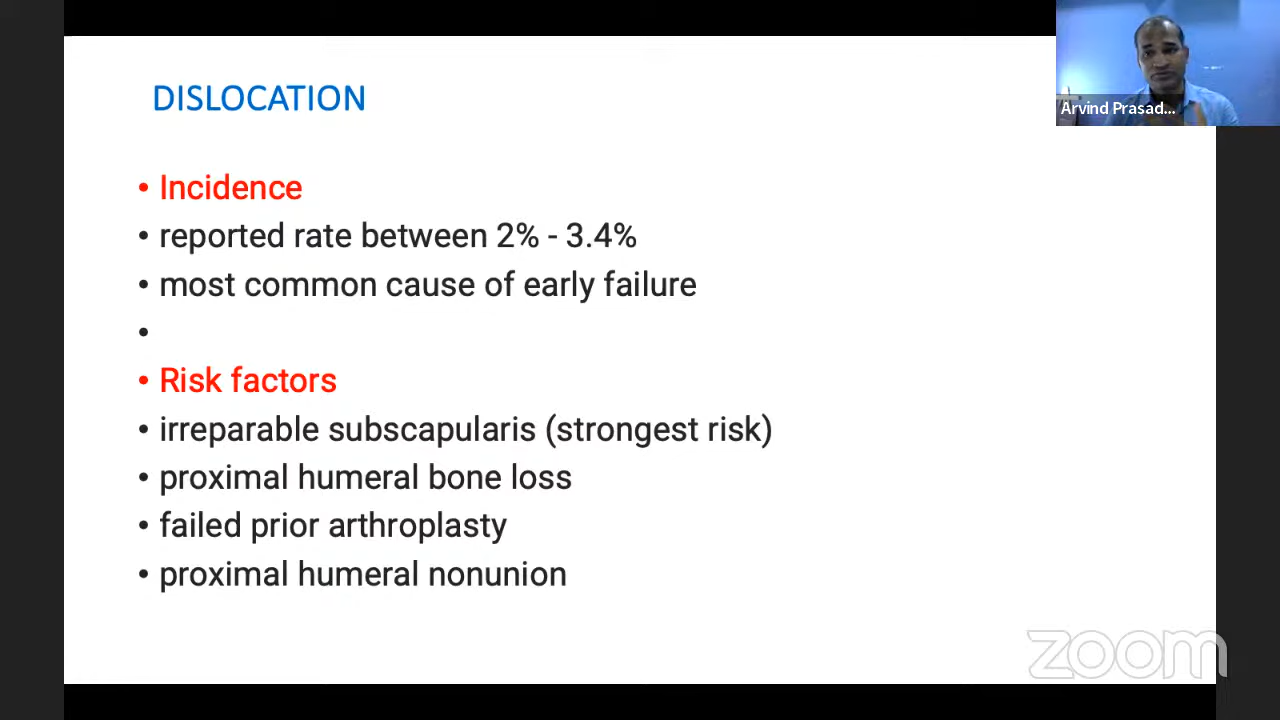 DISLOCATION
• Incidence
• reported rate between 2% - 3.4%
• most common cause of early failure
•
• Risk factors
• irreparable subscapularis (strongest risk)
• proximal humeral bone loss
• failed prior arthroplasty
• proximal humeral nonunion
Arvind Prasad...
zoom